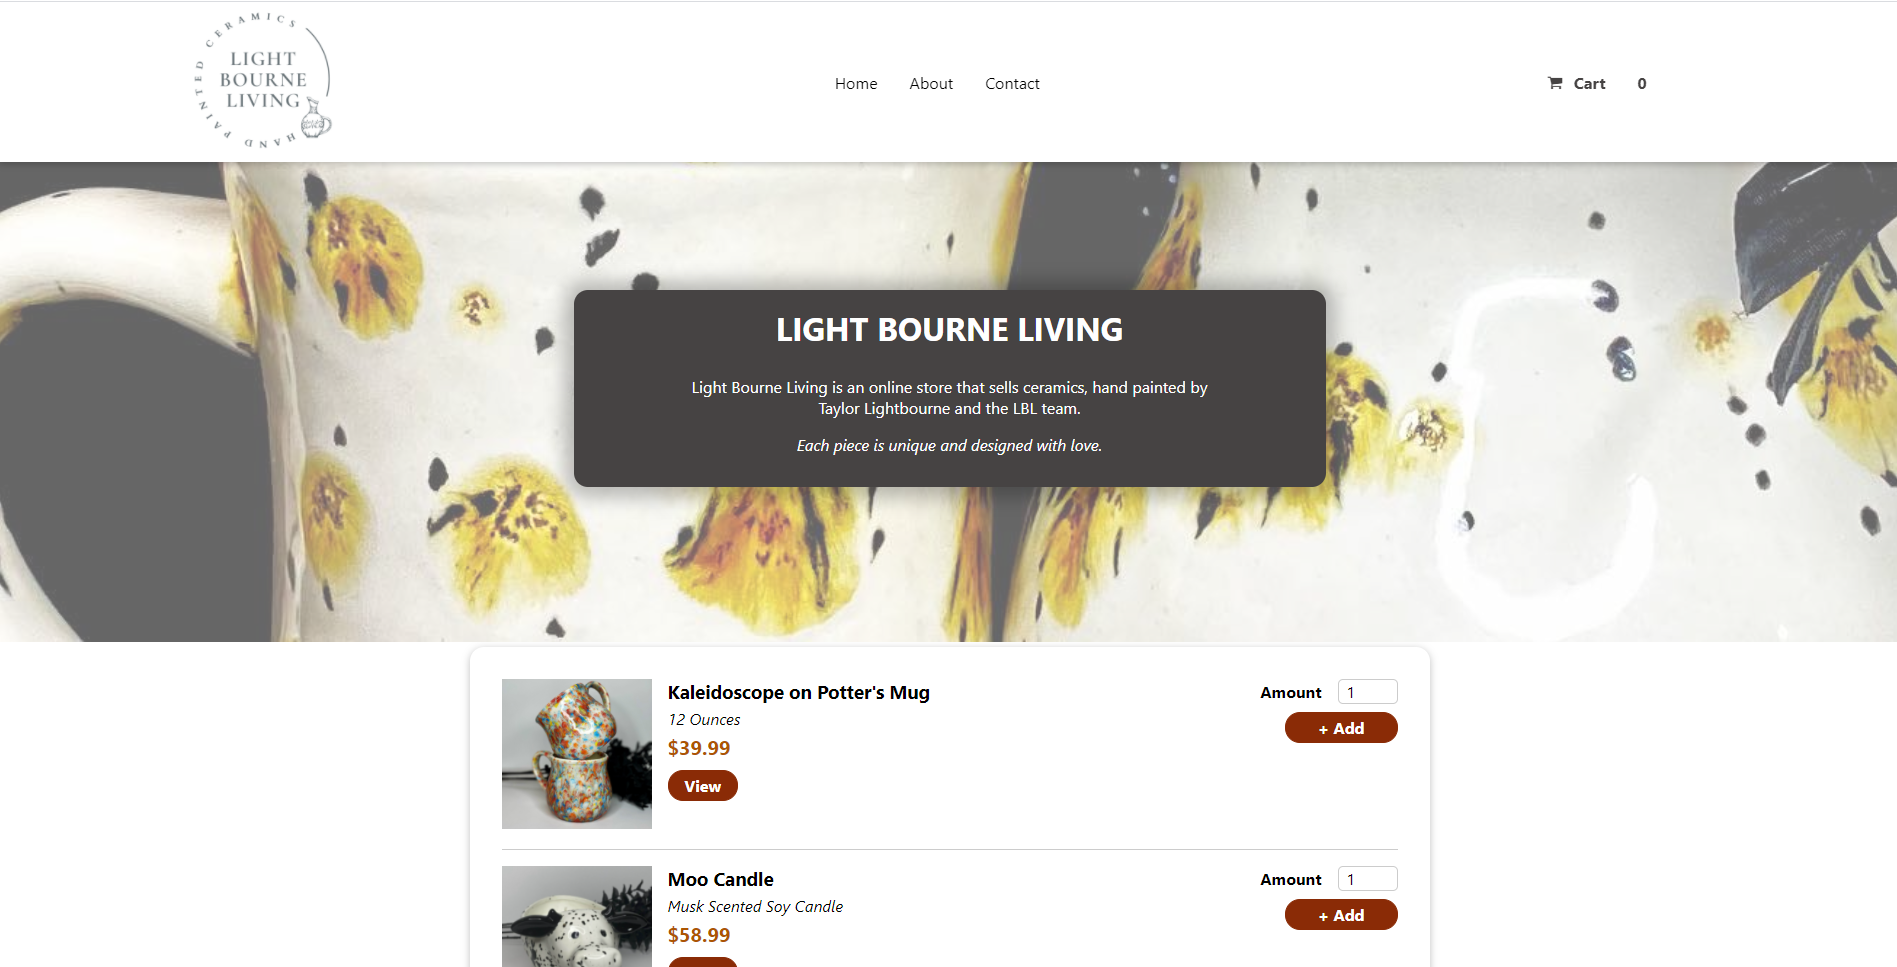 HAND PAINTED CERAMICS
LIGHT
BOURNE
LIVING
Home About Contact
Cart 0
LIGHT BOURNE LIVING
Light Bourne Living is an online store that sells ceramics, hand painted by
Taylor Lightbourne and the LBL team.
Each piece is unique and designed with love.
Kaleidoscope on Potter's Mug
Amount 1
12 Ounces
+ Add
$39.99
View
Moo Candle
Amount 1
Musk Scented Soy Candle
+ Add
$58.99